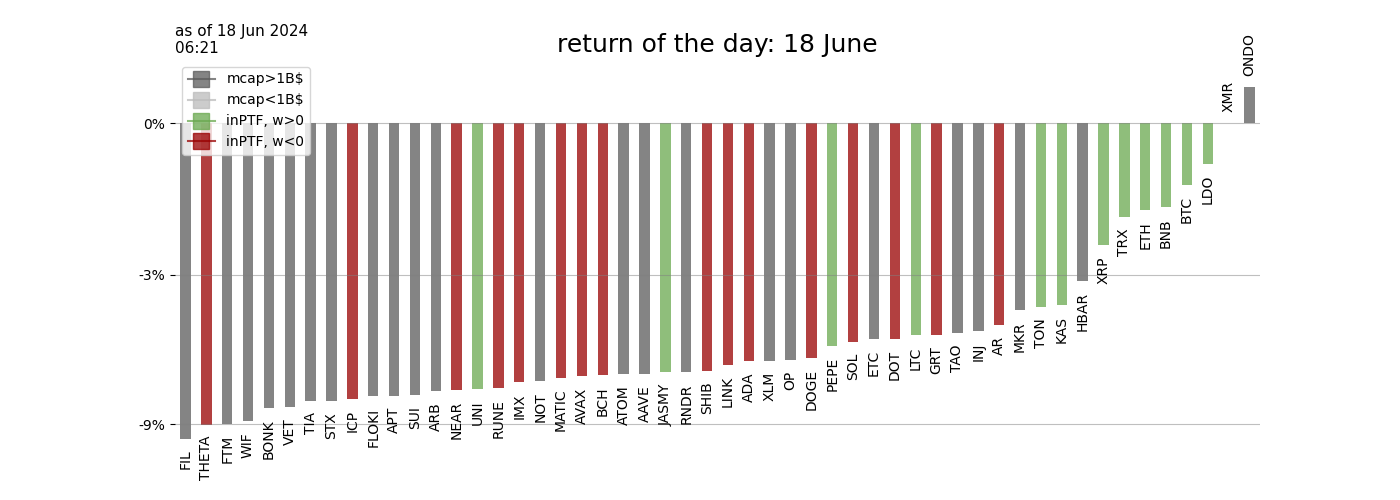 as of 18 Jun 2024
06:21
return of the day: 18 June
mcap>1B$
mcap<1B$
inPTF, w>0
inPTF, w<0
0%
-3%
-9%
FIL
THETA
FTM
WIF
BONK
VET
TIA
STX
ICP
FLOKI
APT
SUI
ARB
NEAR
UNI
RUNE
IMX
NOT
MATIC
AVAX
BCH
ATOM
AAVE
JASMY
RNDR
SHIB
LINK
ADA
XLM
OP
DOGE
PEPE
SOL
ETC
DOT
LTC
GRT
TAO
INJ
AR
MKR
TON
KAS
HBAR
XRP
TRX
ETH
BNB
BTC
LDO
XMR
ONDO